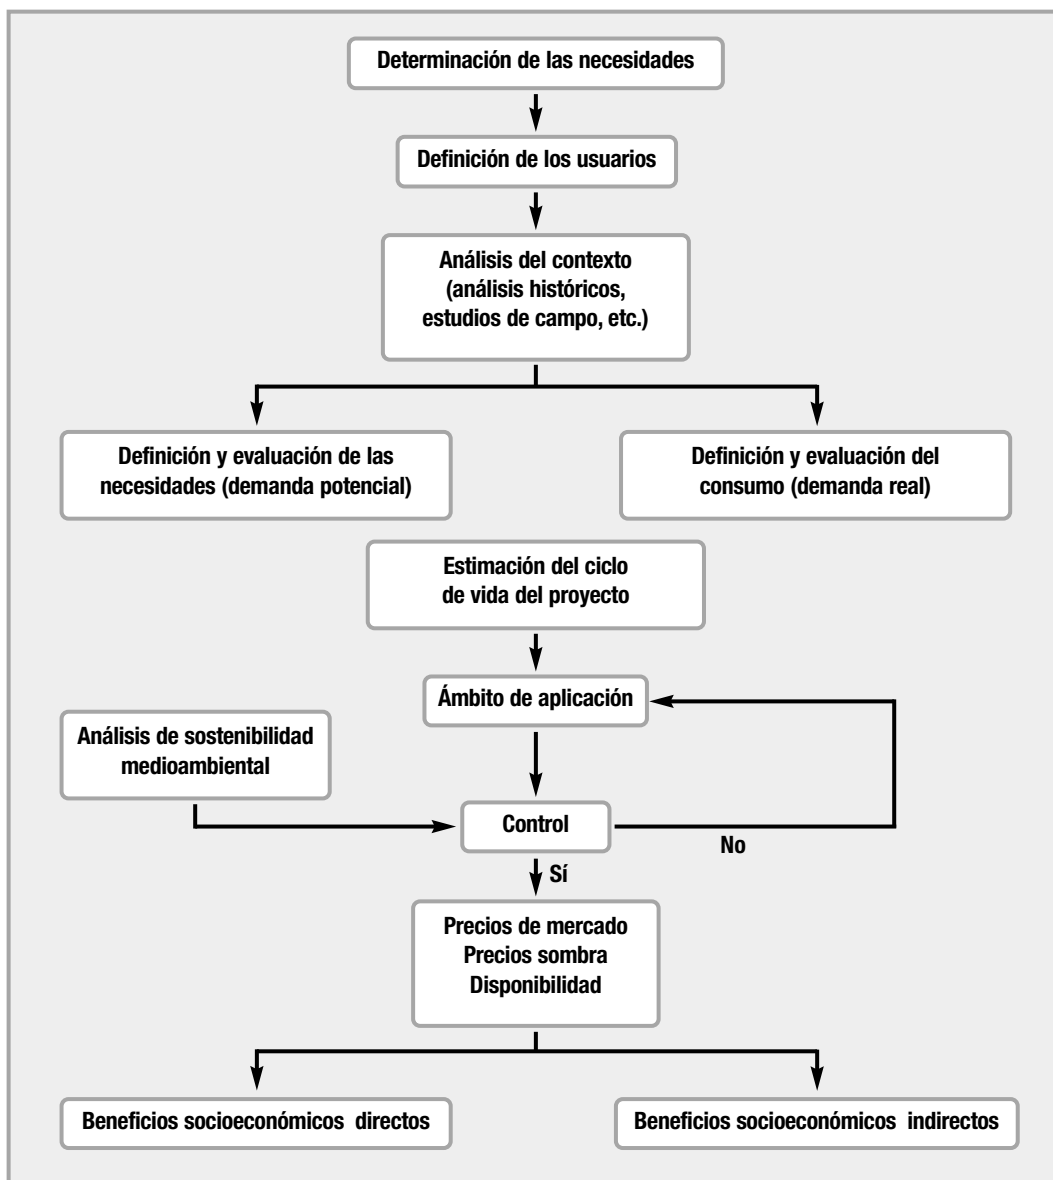 Determinación de las necesidades
Definición de los usuarios
Análisis del contexto
(análisis históricos,
estudios de campo, etc.)
Definición y evaluación de las
necesidades (demanda potencial)
Definición y evaluación del
consumo (demanda real)
Estimación del ciclo
de vida del proyecto
Ámbito de aplicación
Análisis de sostenibilidad
medioambiental
Control
No
Sí
Precios de mercado
Precios sombra
Disponibilidad
Beneficios socioeconómicos directos
Beneficios socioeconómicos indirectos